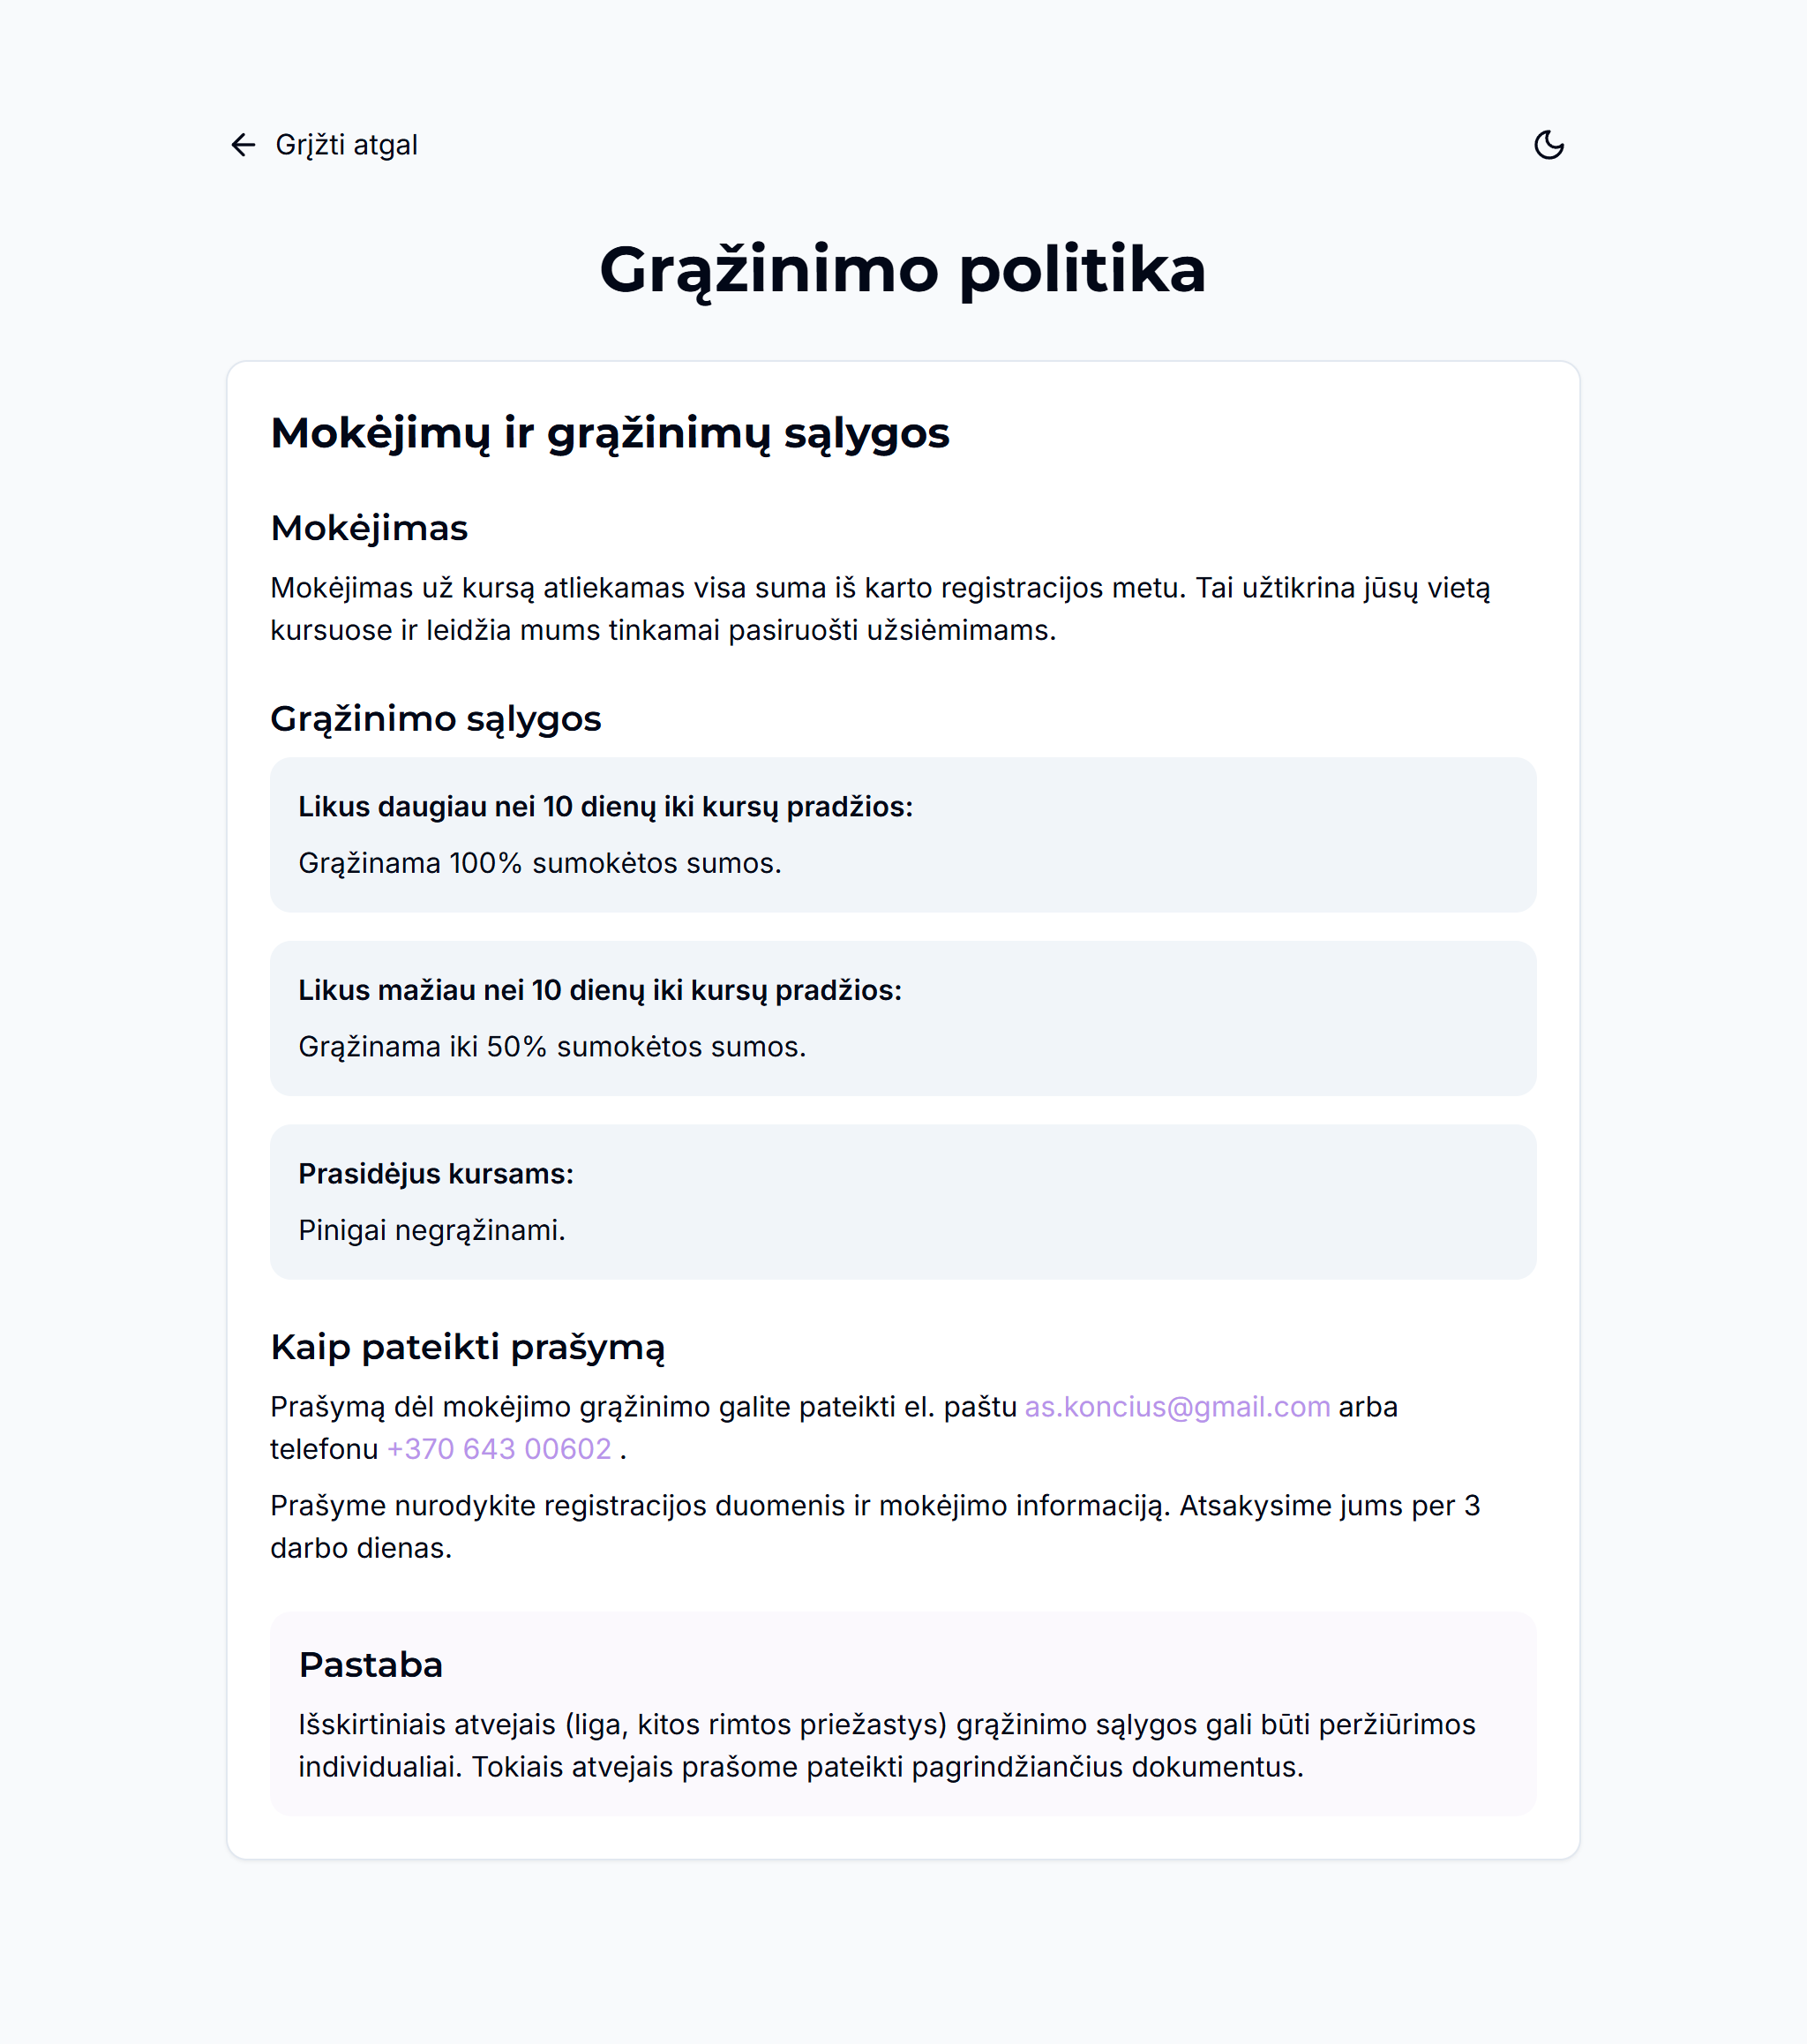 Grįžti atgal
Grąžinimo politika
Mokėjimų ir grąžinimų sąlygos
Mokėjimas
Mokėjimas už kursą atliekamas visa suma iš karto registracijos metu. Tai užtikrina jūsų vietą
kursuose ir leidžia mums tinkamai pasiruošti užsiėmimams.
Grąžinimo sąlygos
Likus daugiau nei 10 dienų iki kursų pradžios:
Grąžinama 100% sumokėtos sumos.
Likus mažiau nei 10 dienų iki kursų pradžios:
Grąžinama iki 50% sumokėtos sumos.
Prasidėjus kursams:
Pinigai negrąžinami.
Kaip pateikti prašymą
Prašymą dėl mokėjimo grąžinimo galite pateikti el. paštu as.koncius@gmail.com arba
telefonu +370 643 00602 .
Prašyme nurodykite registracijos duomenis ir mokėjimo informaciją. Atsakysime jums per 3
darbo dienas.
Pastaba
Išskirtiniais atvejais (liga, kitos rimtos priežastys) grąžinimo sąlygos gali būti peržiūrimos
individualiai. Tokiais atvejais prašome pateikti pagrindžiančius dokumentus.